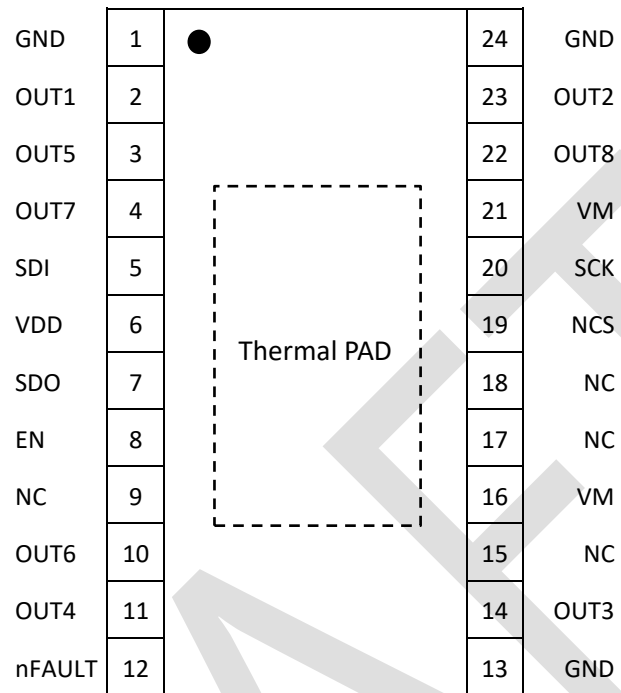 GND 1 24 GND
OUT1 2 23 OUT2
OUT5 3 22 OUT8
OUT7 4 21 VM
SDI 5 20 SCK
VDD 6 19 NCS
Thermal PAD
SDO 7 18 NC
EN 8 17 NC
NC 9 16 VM
OUT6 10 15 NC
OUT4 11 14 OUT3
nFAULT 12 13 GND